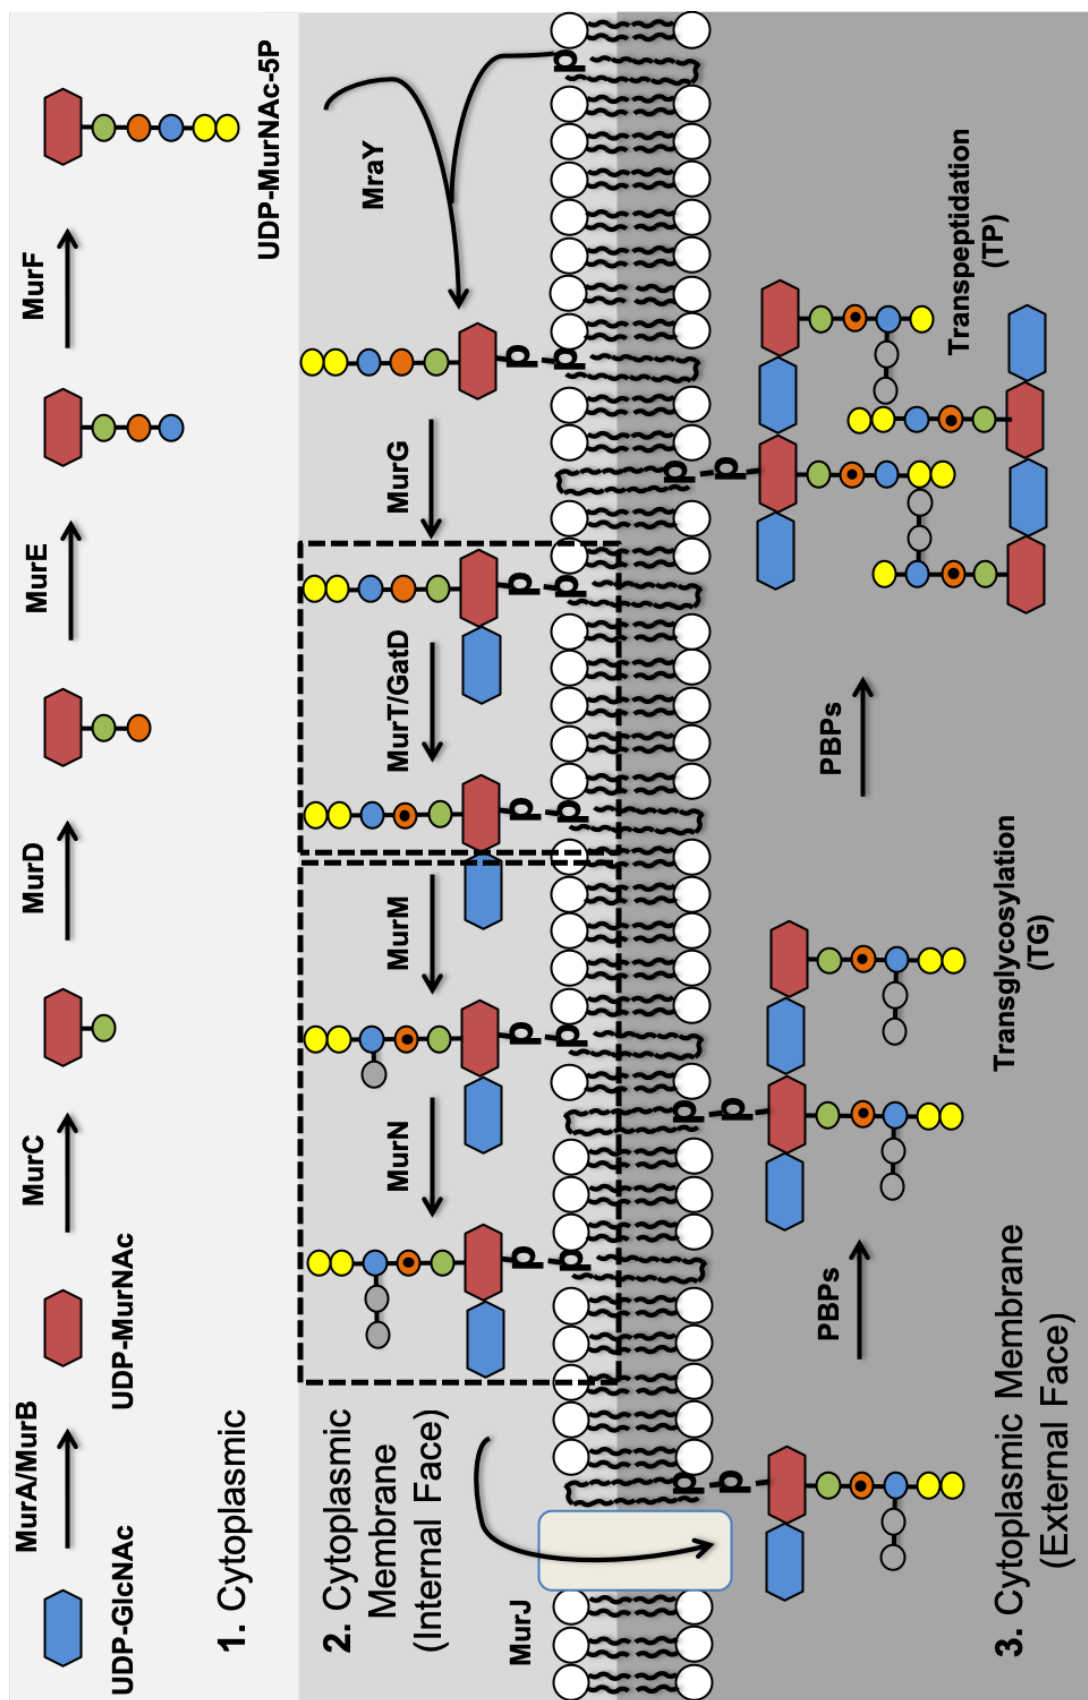 MurA/MurB
MurC
MurD
MurE
MurF
UDP-GlcNAc
UDP-MurNAc
UDP-MurNAc-5P
1. Cytoplasmic
2. Cytoplasmic
Membrane
(Internal Face)
MurN
MurM
MurT/GatD
MurG
MraY
p
p
p
p
p
p
p
p
p
p
p
MurJ
p
p
p
p
p
p
PBPs
PBPs
Transglycosylation
(TG)
Transpeptidation
(TP)
3. Cytoplasmic Membrane
(External Face)